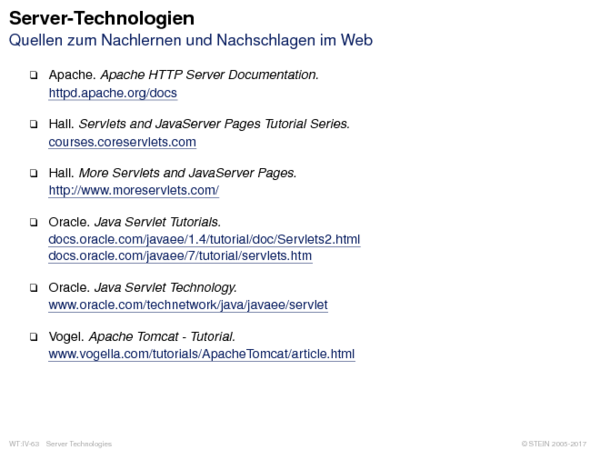 Server-Technologien
Quellen zum Nachlernen und Nachschlagen im Web
❑ Apache. Apache HTTP Server Documentation.
httpd.apache.org/docs
❑ Hall. Servlets and JavaServer Pages Tutorial Series.
courses.coreservlets.com
❑ Hall. More Servlets and JavaServer Pages.
http://www.moreservlets.com/
❑ Oracle. Java Servlet Tutorials.
docs.oracle.com/javaee/1.4/tutorial/doc/Servlets2.html
docs.oracle.com/javaee/7/tutorial/servlets.htm
❑ Oracle. Java Servlet Technology.
www.oracle.com/technetwork/java/javaee/servlet
❑ Vogel. Apache Tomcat - Tutorial.
www.vogella.com/tutorials/ApacheTomcat/article.html
WT:IV-63 Server Technologies © STEIN 2005-2017